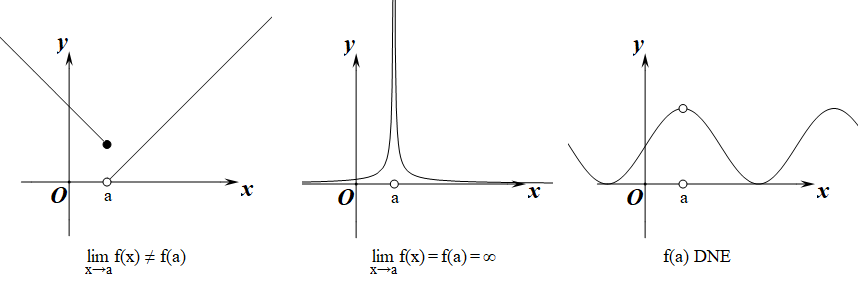 y
O
a
x
lim f(x) ≠ f(a)
x→a
y
O
a
x
lim f(x) = f(a) = ∞
x→a
y
O
a
x
f(a) DNE